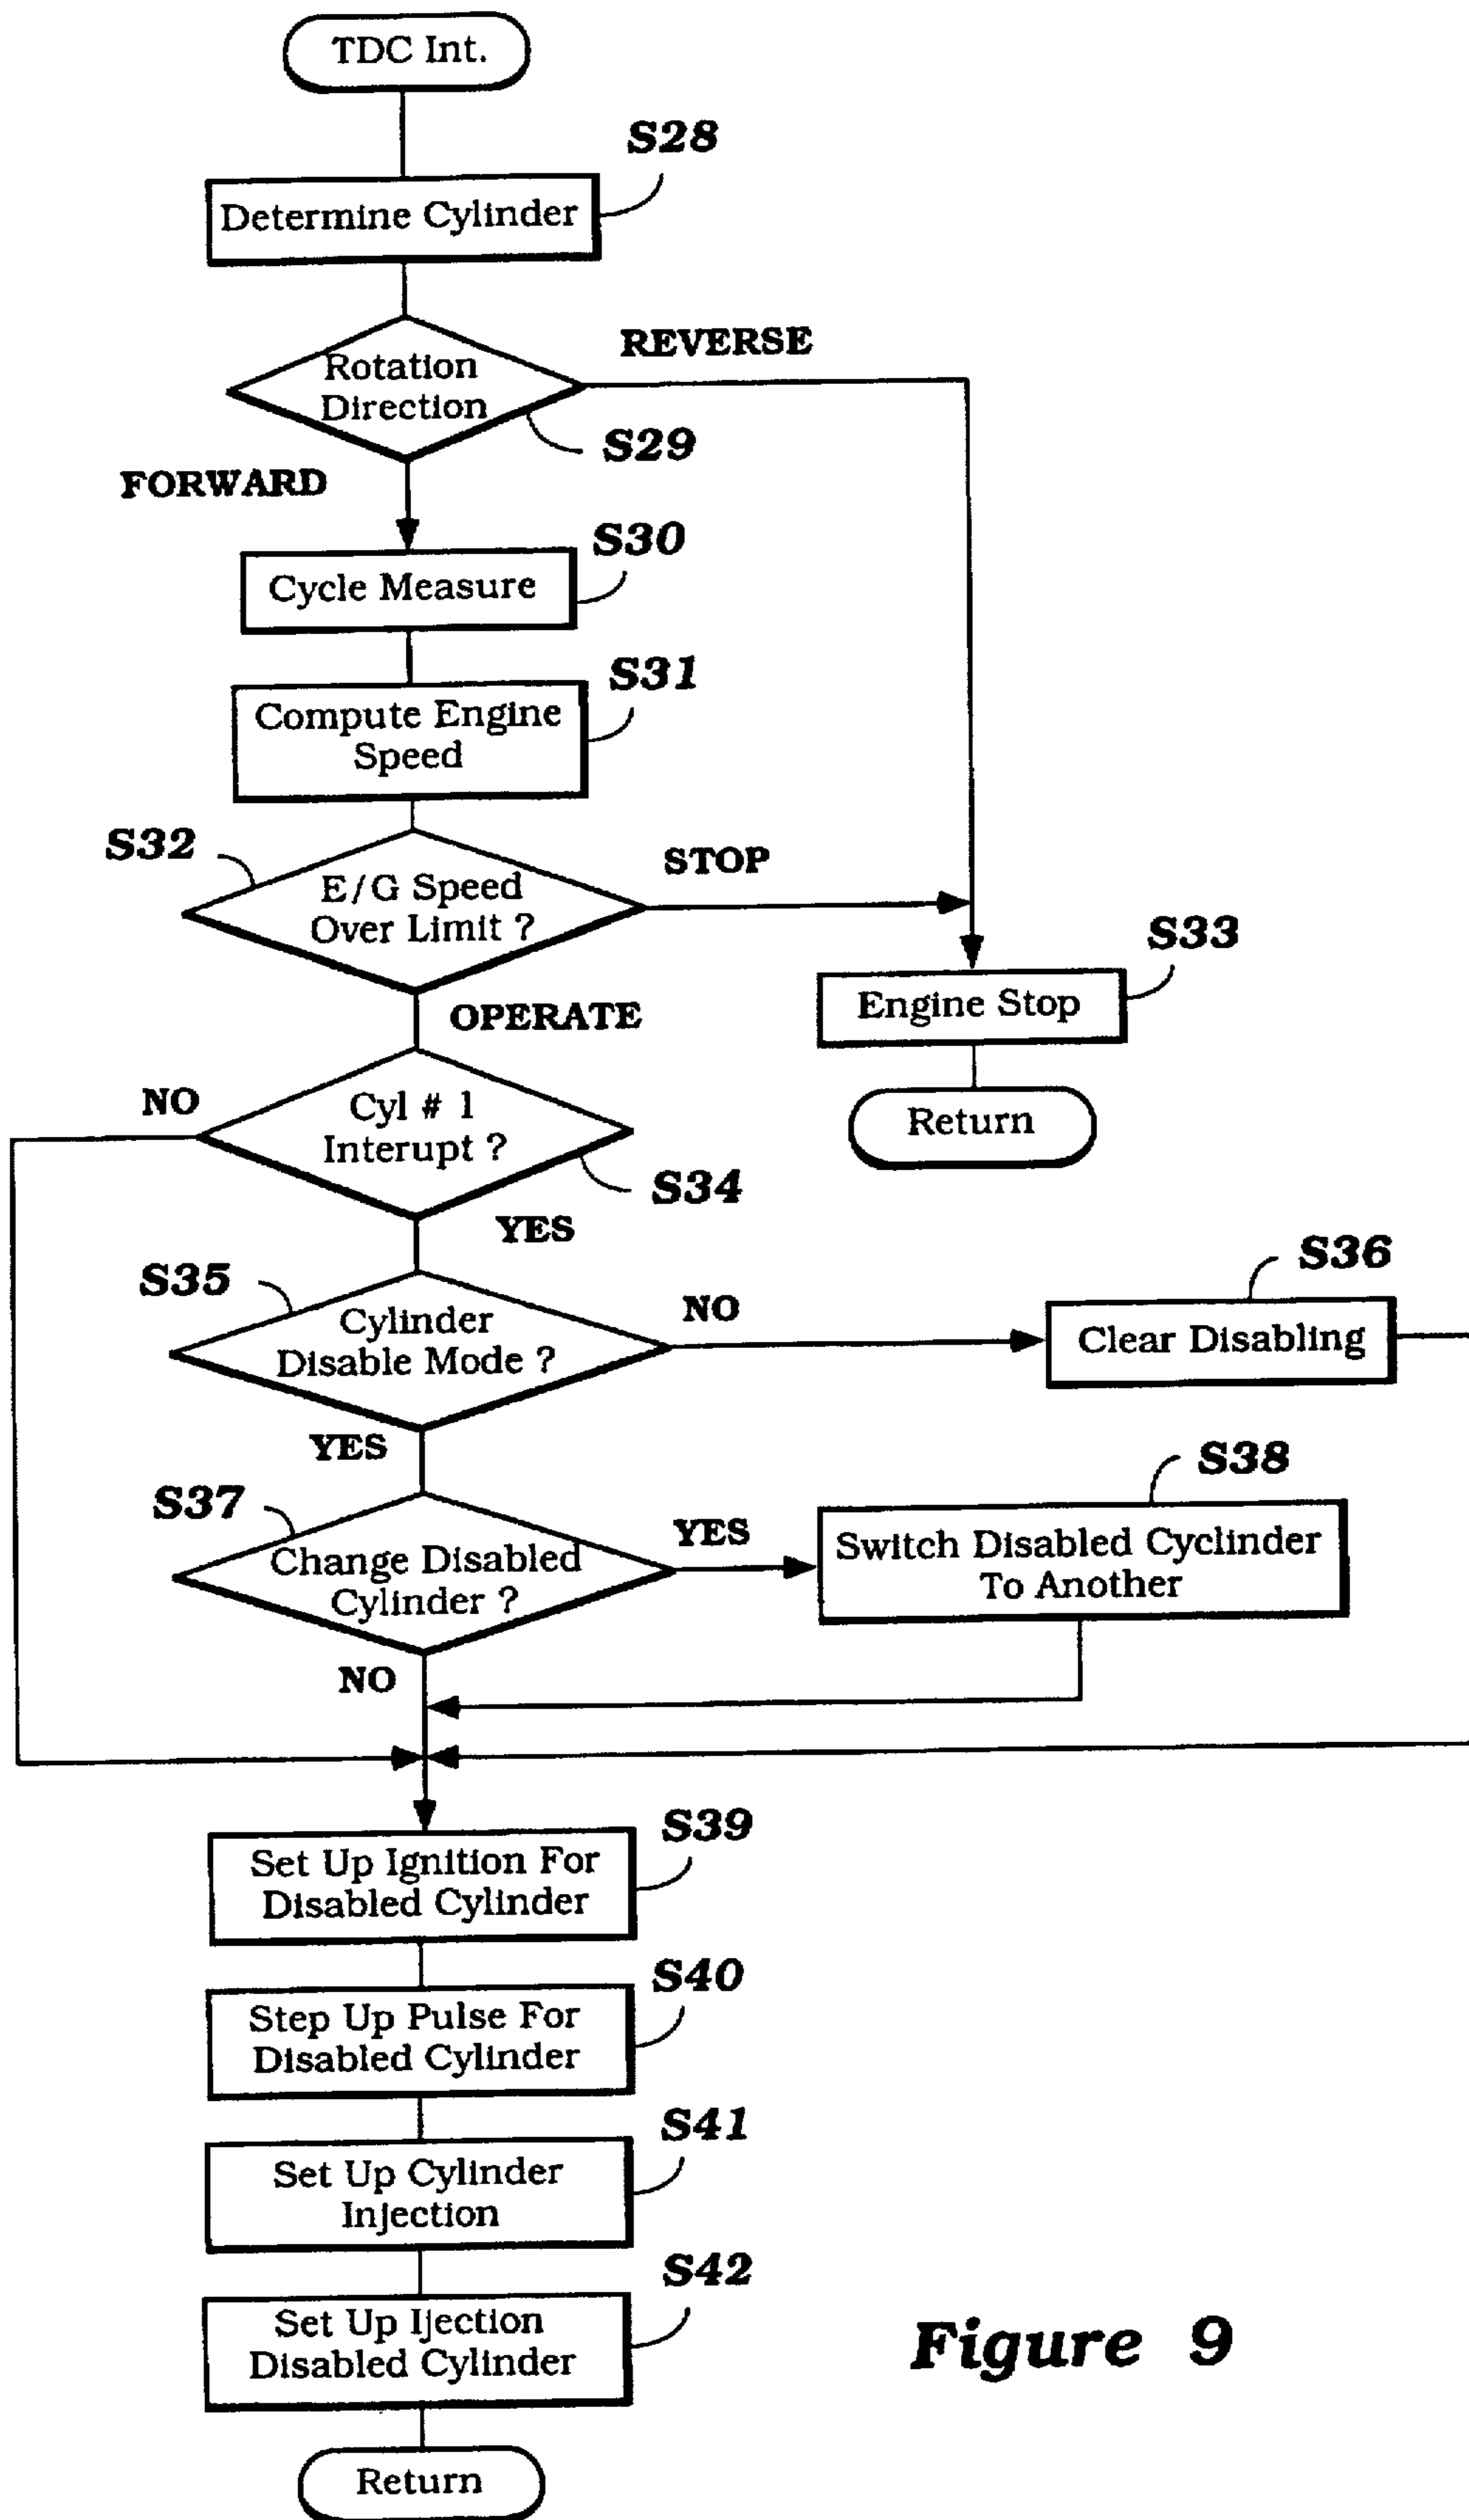 TDC Int.
S28
Determine Cylinder
REVERSE
Rotation
Direction
S29
FORWARD
S30
Cycle Measure
S31
Compute Engine
Speed
S32
STOP
E/G Speed
Over Limit ?
S33
Engine Stop
OPERATE
NO
Cyl # 1
Interupt ?
Return
S34
YES
S36
S35
NO
Cylinder
Disable Mode ?
Clear Disabling
YES
S38
S37
YES
Change Disabled
Cylinder ?
Switch Disabled Cyclinder
To Another
NO
S39
Set Up Ignition For
Disabled Cylinder
S40
Step Up Pulse For
Disabled Cylinder
S41
Set Up Cylinder
Injection
S42
Set Up Ijection
Disabled Cylinder
Figure 9
Return